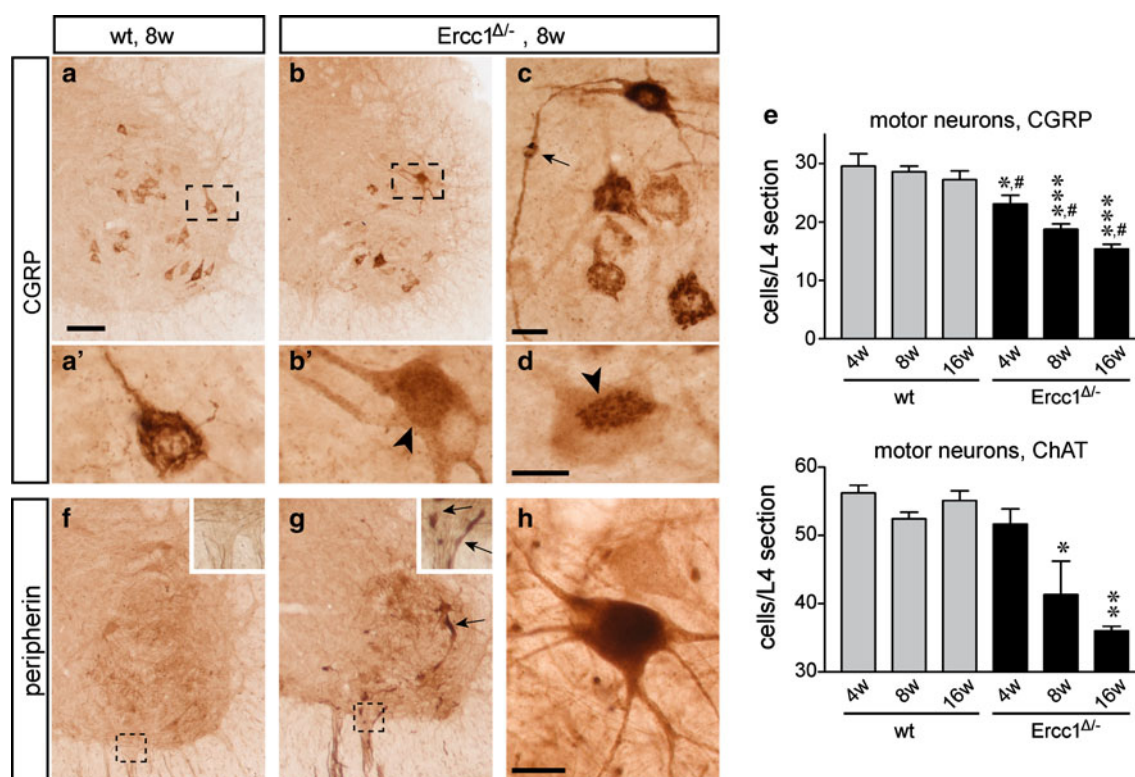 wt, 8w
Ercc1Δ/- , 8w
CGRP
a
b
c
a'
b'
d
peripherin
f
g
h
e
motor neurons, CGRP
cells/L4 section
30
20
10
0
*,#
***,#
***,#
4w
8w
16w
4w
8w
16w
wt
Ercc1Δ/-
motor neurons, ChAT
cells/L4 section
60
50
40
30
*
**
4w
8w
16w
4w
8w
16w
wt
Ercc1Δ/-